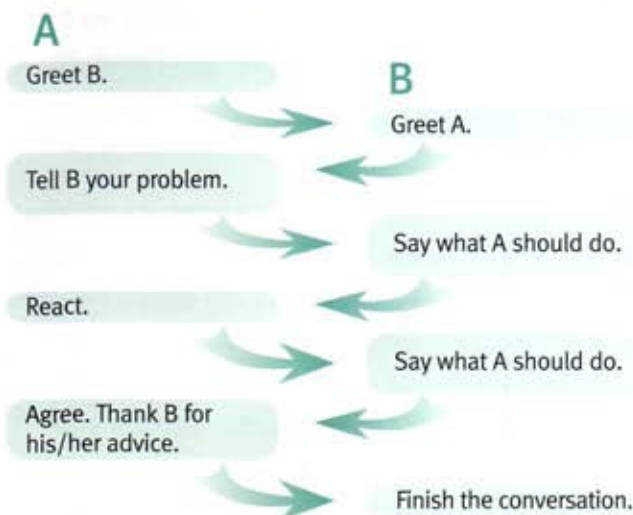 A
Greet B.
B
Greet A.
Tell B your problem.
Say what A should do.
React.
Say what A should do.
Agree. Thank B for
his/her advice.
Finish the conversation.